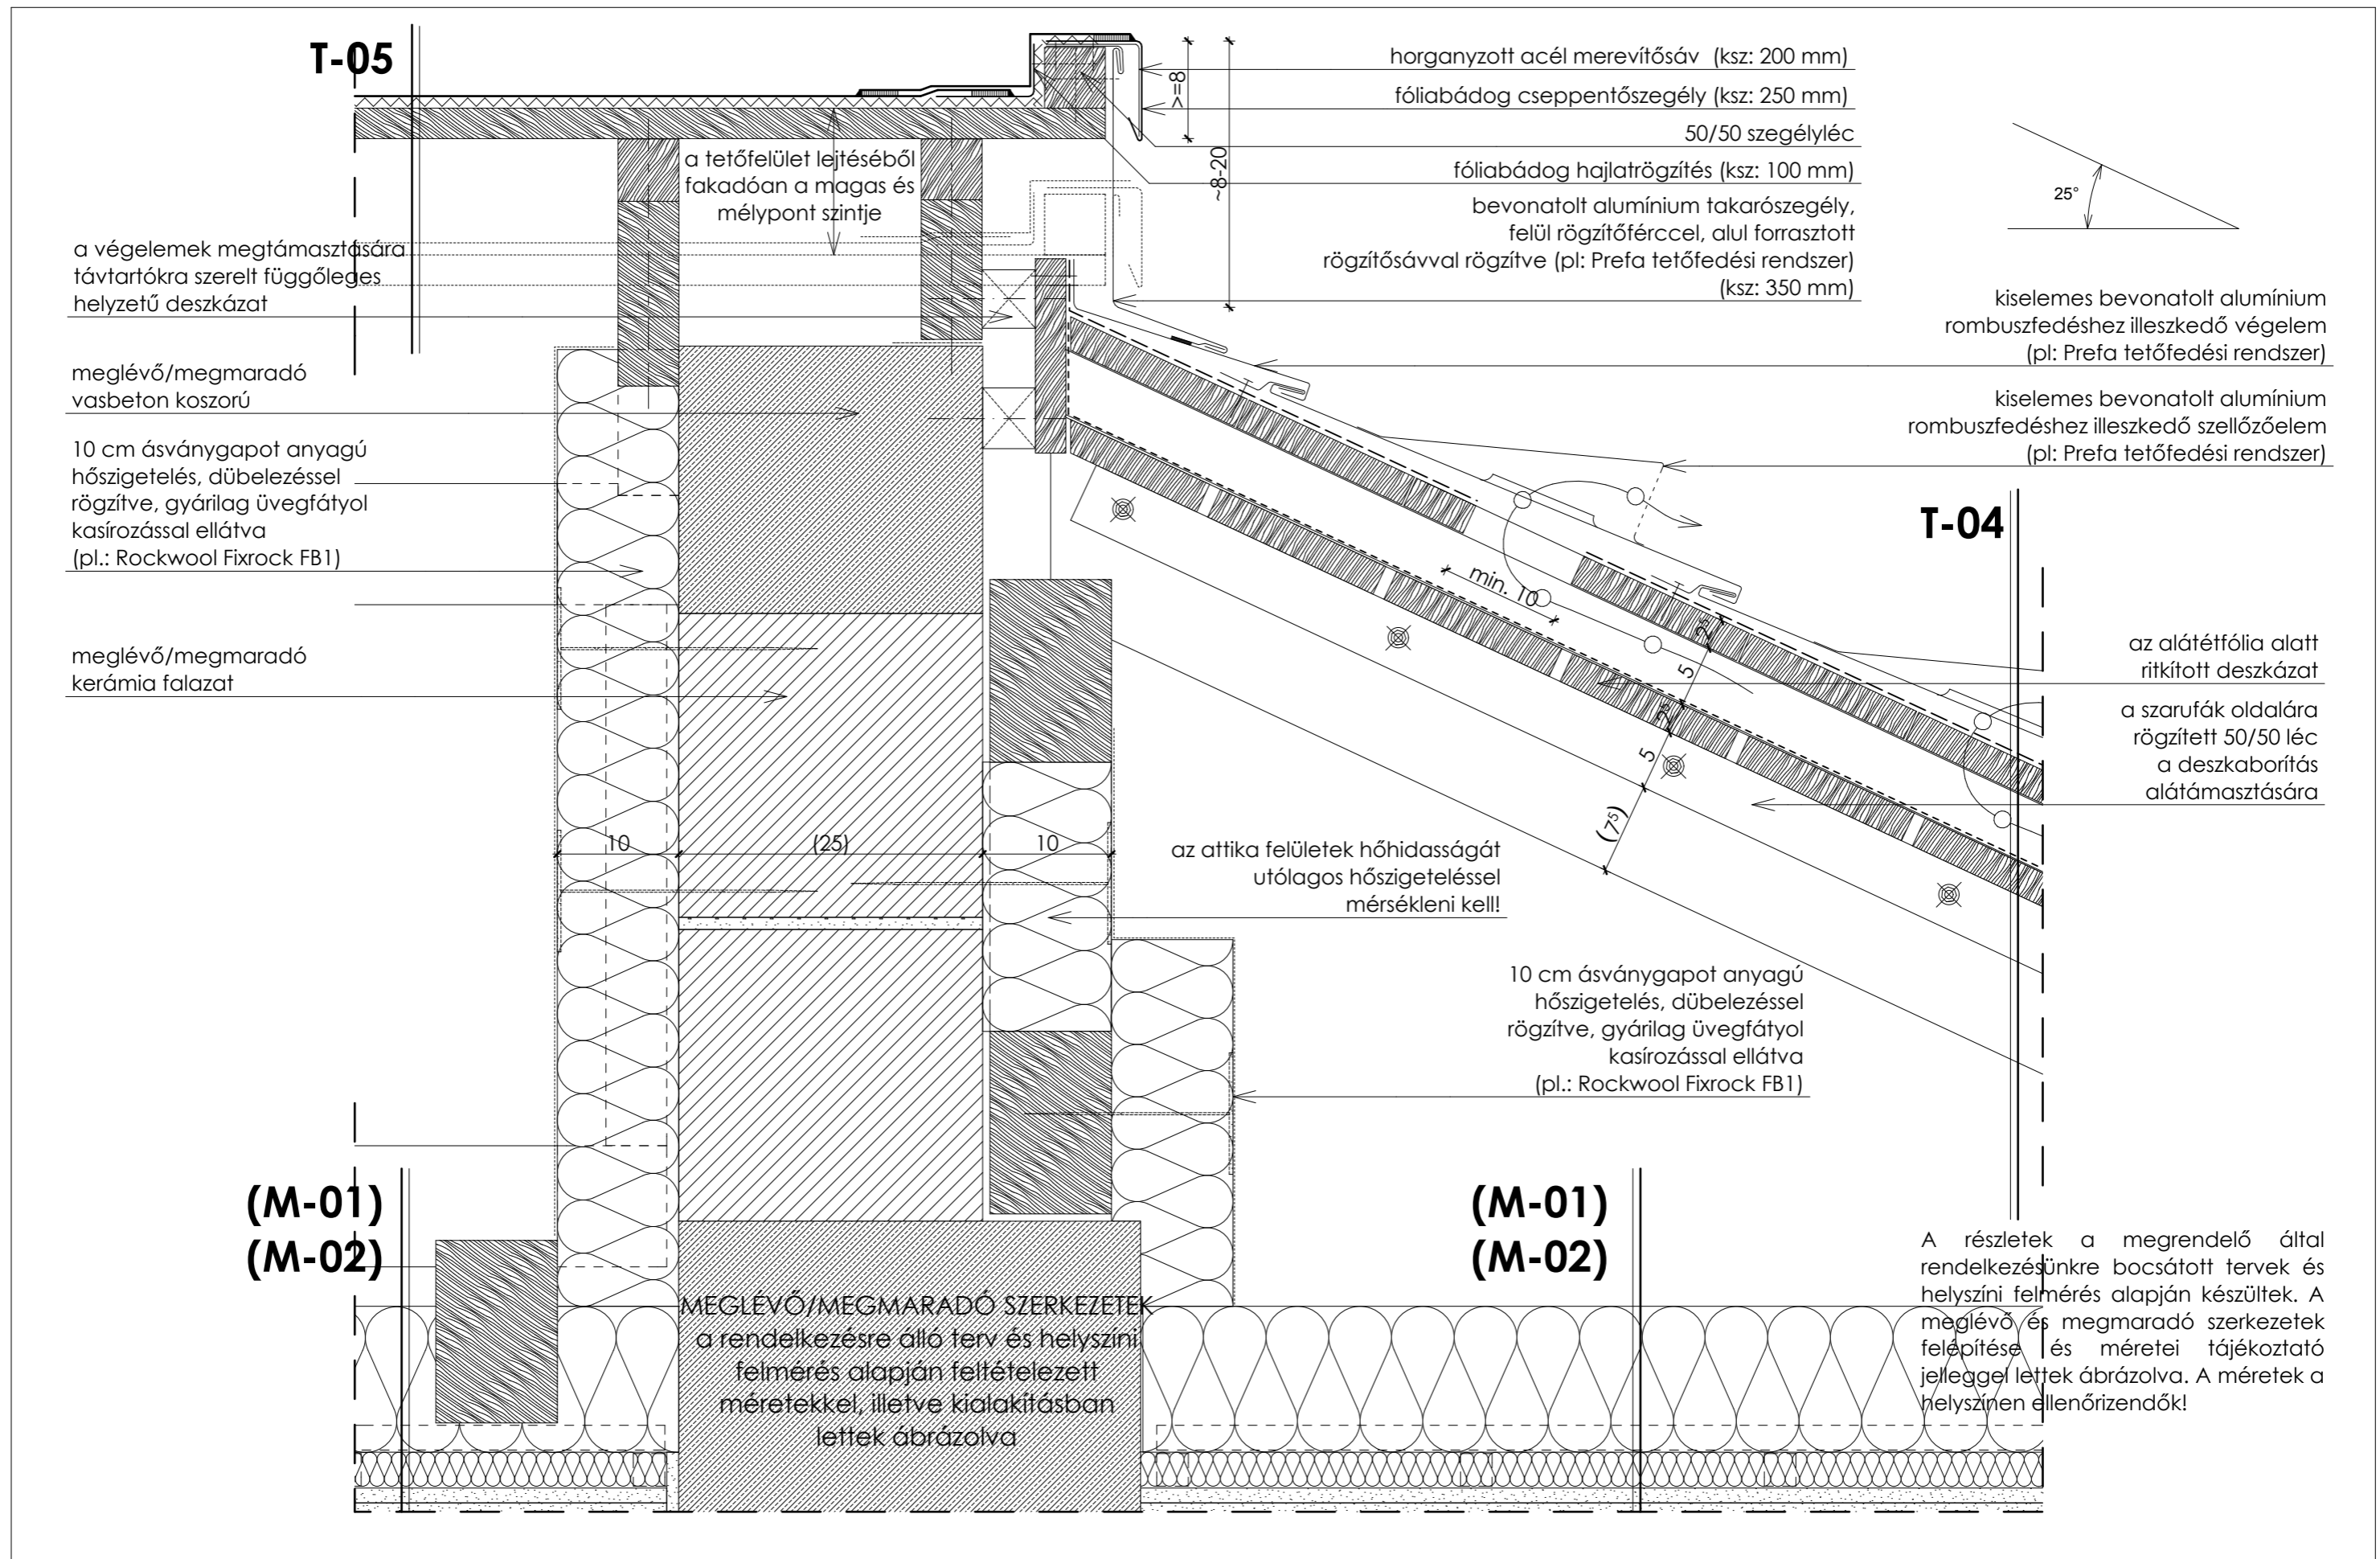 T-05
horganyzott acél merevítősáv (ksz: 200 mm)
fóliabádog cseppentőszegély (ksz: 250 mm)
50/50 szegélyléc
fóliabádog hajlatrögzítés (ksz: 100 mm)
bevonatolt alumínium takarószegély,
felül rögzítőférccel, alul forrasztott
rögzítősávval rögzítve (pl: Prefa tetőfedési rendszer)
(ksz: 350 mm)
>=8
~8-20
25°
a tetőfelület lejtéséből
fakadóan a magas és
mélypont szintje
a végelemek megtámasztására
távtartókra szerelt függőleges
helyzetű deszkázat
meglévő/megmaradó
vasbeton koszorú
10 cm ásványgapot anyagú
hőszigetelés, dübelezéssel
rögzítve, gyárilag üvegfátyol
kasírozással ellátva
(pl.: Rockwool Fixrock FB1)
meglévő/megmaradó
kerámia falazat
kiselemes bevonatolt alumínium
rombuszfedéshez illeszkedő végelem
(pl: Prefa tetőfedési rendszer)
kiselemes bevonatolt alumínium
rombuszfedéshez illeszkedő szellőzőelem
(pl: Prefa tetőfedési rendszer)
T-04
min. 10
2⁵
5
2⁵
5
(7⁵)
az alátétfólia alatt
ritkított deszkázat
a szarufák oldalára
rögzített 50/50 léc
a deszkaborítás
alátámasztására
10
(25)
10
az attika felületek hőhidasságát
utólagos hőszigeteléssel
mérsékleni kell!
10 cm ásványgapot anyagú
hőszigetelés, dübelezéssel
rögzítve, gyárilag üvegfátyol
kasírozással ellátva
(pl.: Rockwool Fixrock FB1)
(M-01)
(M-02)
(M-01)
(M-02)
MEGLÉVŐ/MEGMARADÓ SZERKEZETEK
a rendelkezésre álló terv és helyszíni
felmérés alapján feltételezett
méretekkel, illetve kialakításban
lettek ábrázolva
A részletek a megrendelő által
rendelkezésünkre bocsátott tervek és
helyszíni felmérés alapján készültek. A
meglévő és megmaradó szerkezetek
felépítése és méretei tájékoztató
jelleggel lettek ábrázolva. A méretek a
helyszínen ellenőrizendők!